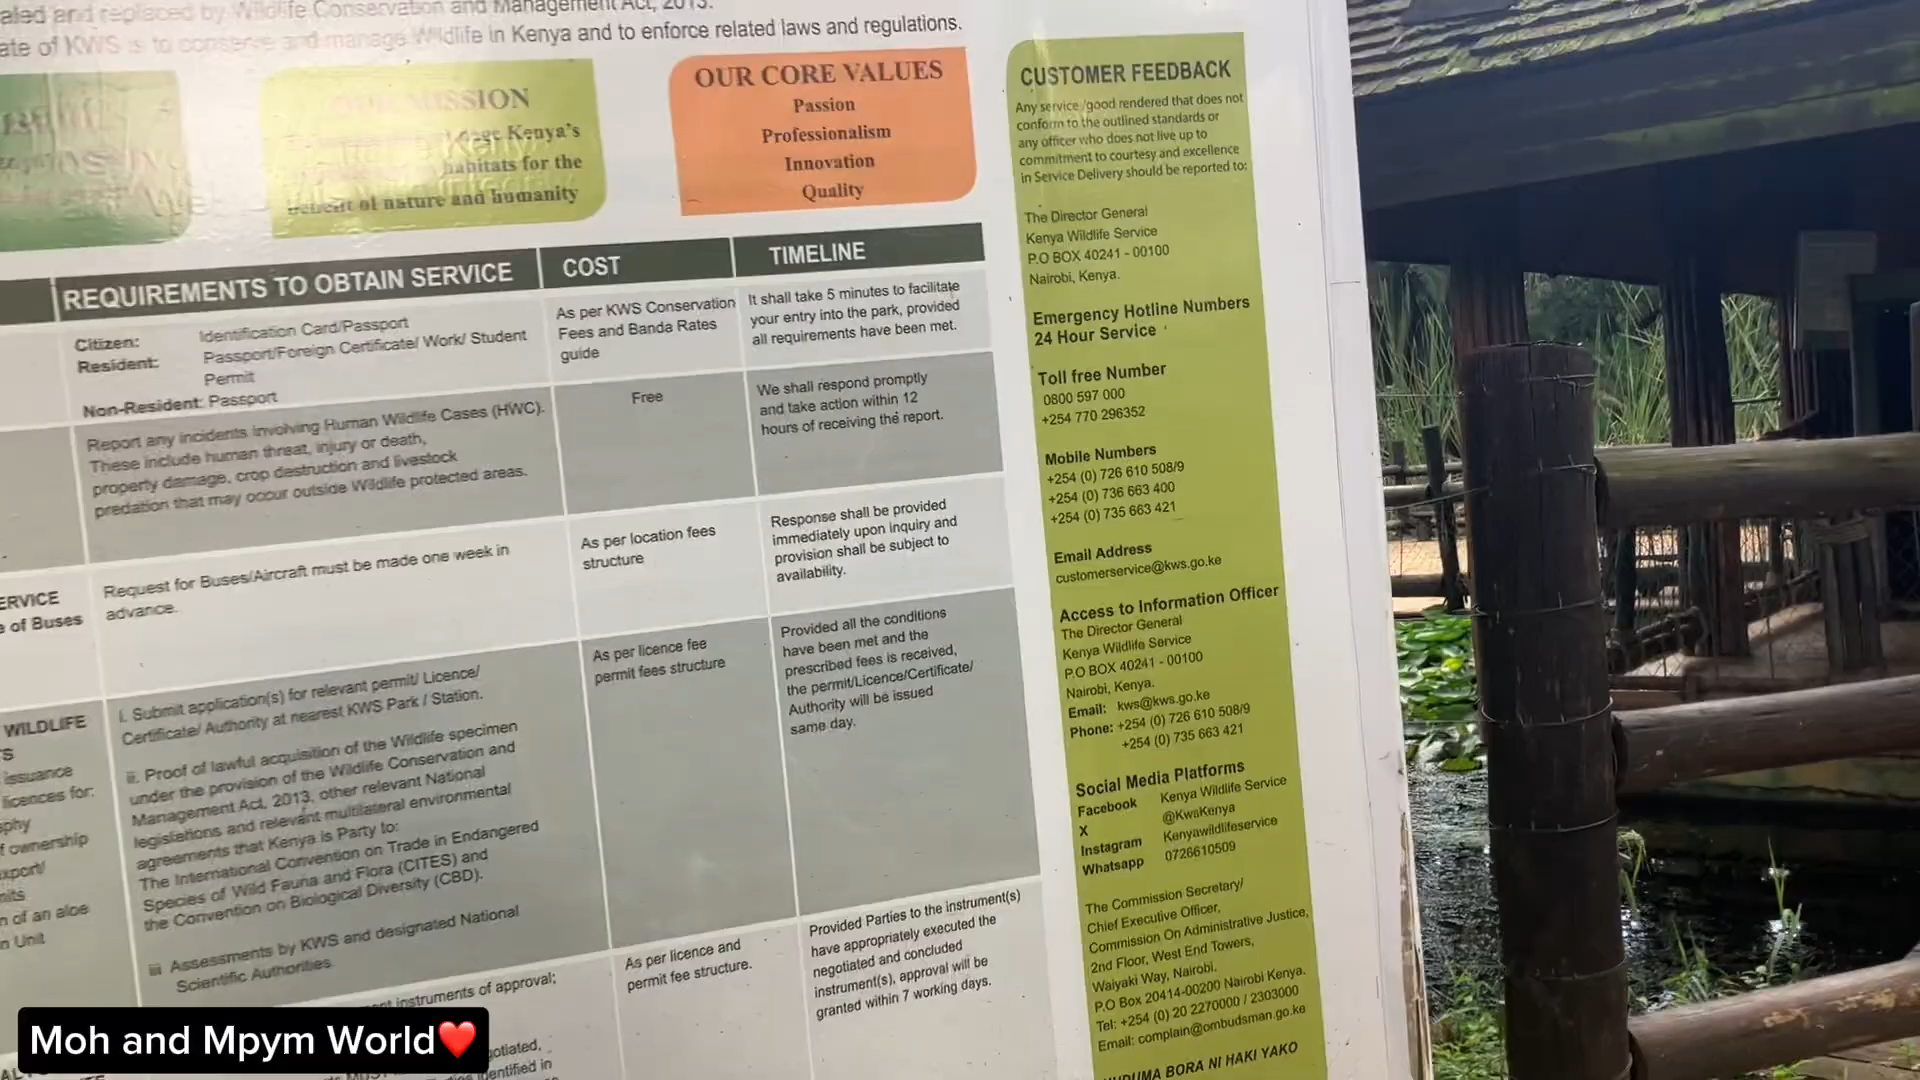 and replaced by Wildlife Conservation and Management Act, 2013.
ate of KWS is to conserve and manage Wildlife in Kenya and to enforce related laws and regulations.
MISSION
Kenya's
habitats for the
of nature and humanity
OUR CORE VALUES
Passion
Professionalism
Innovation
Quality
REQUIREMENTS TO OBTAIN SERVICE
COST
TIMELINE
Citizen: Identification Card/Passport
Resident: Passport/Foreign Certificate/ Work/ Student
Permit
Non-Resident: Passport
As per KWS Conservation
Fees and Banda Rates
guide
It shall take 5 minutes to facilitate
your entry into the park, provided
all requirements have been met.
Report any incidents involving Human Wildlife Cases (HWC).
These include human threat, injury or death,
property damage, crop destruction and livestock
predation that may occur outside Wildlife protected areas.
Free
We shall respond promptly
and take action within 12
hours of receiving the report.
ERVICE
of Buses
Request for Buses/Aircraft must be made one week in
advance.
As per location fees
structure
Response shall be provided
immediately upon inquiry and
provision shall be subject to
availability.
WILDLIFE
S
issuance
licences for:
phy
ownership
xport/
mits
n of an aloe
n Unit
i. Submit application(s) for relevant permit/ Licence/
Certificate/ Authority at nearest KWS Park / Station.
ii. Proof of lawful acquisition of the Wildlife specimen
under the provision of the Wildlife Conservation and
Management Act, 2013, other relevant National
legislations and relevant multilateral environmental
agreements that Kenya is Party to:
The International Convention on Trade in Endangered
Species of Wild Fauna and Flora (CITES) and
the Convention on Biological Diversity (CBD).
iii Assessments by KWS and designated National
Scientific Authorities.
As per licence fee
permit fees structure
Provided all the conditions
have been met and the
prescribed fees is received,
the permit/Licence/Certificate/
Authority will be issued
same day.
instruments of approval;
identified in
As per licence and
permit fee structure.
Provided Parties to the instrument(s)
have appropriately executed the
negotiated and concluded
instrument(s), approval will be
granted within 7 working days.
CUSTOMER FEEDBACK
Any service /good rendered that does not
conform to the outlined standards or
any officer who does not live up to
commitment to courtesy and excellence
in Service Delivery should be reported to:
The Director General
Kenya Wildlife Service
P.O BOX 40241 - 00100
Nairobi, Kenya.
Emergency Hotline Numbers
24 Hour Service
Toll free Number
0800 597 000
+254 770 296352
Mobile Numbers
+254 (0) 726 610 508/9
+254 (0) 736 663 400
+254 (0) 735 663 421
Email Address
customerservice@kws.go.ke
Access to Information Officer
The Director General
Kenya Wildlife Service
P.O BOX 40241 - 00100
Nairobi, Kenya.
Email: kws@kws.go.ke
Phone: +254 (0) 726 610 508/9
+254 (0) 735 663 421
Social Media Platforms
Facebook Kenya Wildlife Service
X @KwsKenya
Instagram Kenyawildlifeservice
Whatsapp 0726610509
The Commission Secretary/
Chief Executive Officer,
Commission On Administrative Justice,
2nd Floor, West End Towers,
Waiyaki Way, Nairobi.
P.O Box 20414-00200 Nairobi Kenya.
Tel: +254 (0) 20 2270000 / 2303000
Email: complain@ombudsman.go.ke
HUDUMA BORA NI HAKI YAKO
Moh and Mpym World❤️